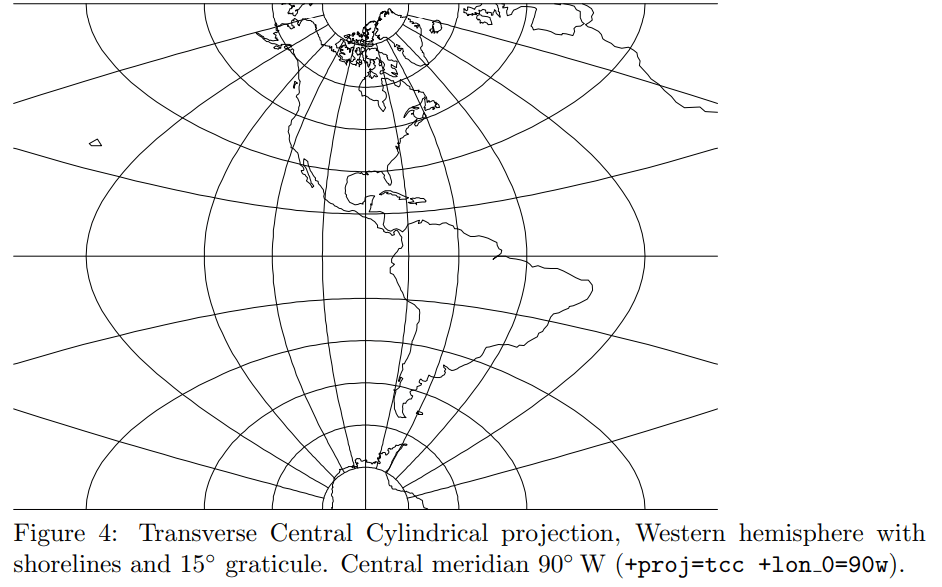 Figure 4: Transverse Central Cylindrical projection, Western hemisphere with
shorelines and 15° graticule. Central meridian 90° W (+proj=tcc +lon_0=90w).